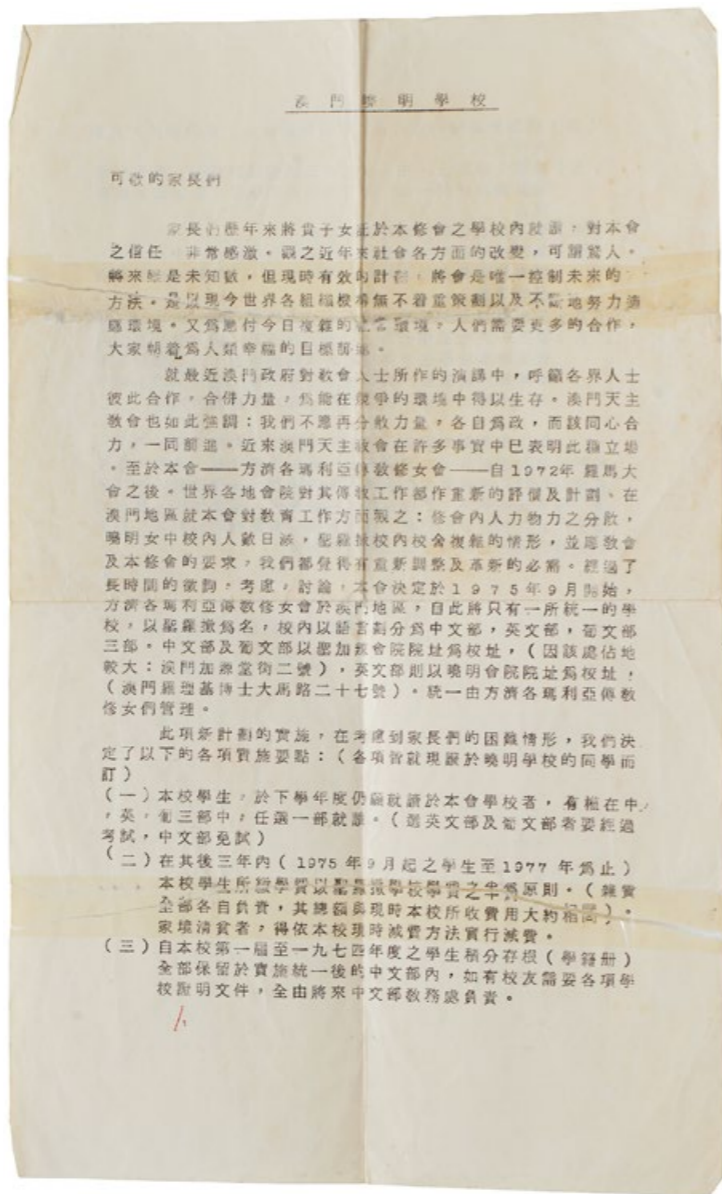 澳門曉明學校
可敬的家長們
家長們歷年來將貴子女託於本修會之學校內就讀,對本會
之信任 非常感激。觀之近年來社會各方面的改變,可謂驚人。
將來雖是未知數,但現時有效的計劃,將會是唯一控制未來的
方法。是以現今世界各組織機構無不着重策劃以及不斷地努力適
應環境。又為應付今日複雜的環境,人們需要更多的合作,
大家朝着為人類幸福的目標
就最近澳門政府對教會人士所作的演講中,呼籲各界人士
彼此合作,合併力量,為能在競爭的環境中得以生存。澳門天主
教會也如此強調:我們不應再分散力量,各自為政,而該同心合
力,一同前進。近來澳門天主教會在許多事實中已表明此種立場
。至於本會——方濟各瑪利亞傳教修女會——自1972年 羅馬大
會之後。世界各地會院對其傳教工作都作重新的評價及計劃。在
澳門地區就本會對教育工作方面觀之:修會內人力物力之分散,
曉明女中校內人數日添,聖羅撒校內校舍複雜的情形,並應教會
及本修會的要求,我們都覺得有重新調整及革新的必需。經過了
長時間的徵詢,考慮,討論,本會決定於1975年9月開始,
方濟各瑪利亞傳教修女會於澳門地區,自此將只有一所統一的學
校,以聖羅撒為名,校內以語言劃分為中文部,英文部,葡文部
三部。中文部及葡文部以聖加辣會院院址為校址,(因該處佔地
較大:澳門加辣堂街二號),英文部則以曉明會院院址為校址,
(澳門羅理基博士大馬路二十七號)。統一由方濟各瑪利亞傳教
修女們管理。
此項新計劃的實施,在考慮到家長們的困難情形,我們決
定了以下的各項實施要點:(各項皆就現讀於曉明學校的同學而
訂)
(一)本校學生,於下學年度仍繼就讀於本會學校者,有權在中
,英,葡三部中,任選一部就讀。(選英文部及葡文部者要經過
考試,中文部免試)
(二)在其後三年內(1975年9月起之學生至1977年為止)
本校學生所繳學費以聖羅撒學校學費之半為原則。(雜費
全部各自負責,其總額與現時本校所收費用大約相同)。
家境清貧者,得依本校現時減費方法實行減費。
(三)自本校第一屆至一九七四年度之學生積分存根(學籍冊)
全部保留於實施統一後的中文部內,如有校友需要各項學
校證明文件,全由將來中文部教務處負責。